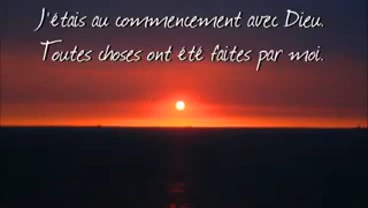 J'étais au commencement avec Dieu.
Toutes choses ont été faites par moi.